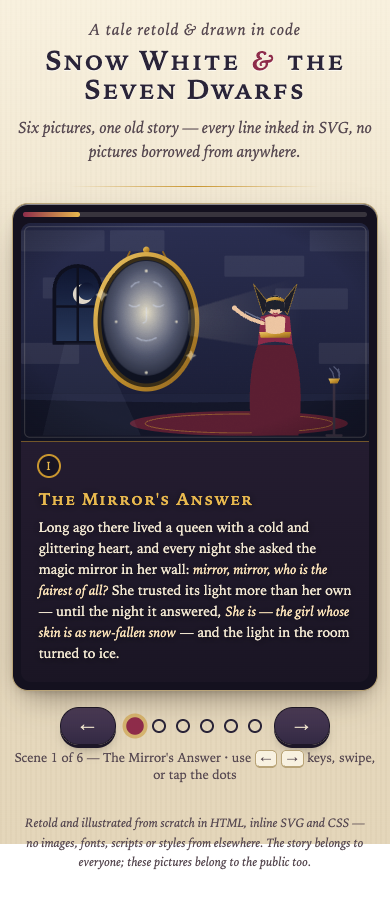 A tale retold & drawn in code
Snow White & the
Seven Dwarfs
Six pictures, one old story — every line inked in SVG, no
pictures borrowed from anywhere.
I
The Mirror's Answer
Long ago there lived a queen with a cold and
glittering heart, and every night she asked the
magic mirror in her wall: mirror, mirror, who is the
fairest of all? She trusted its light more than her own
— until the night it answered, She is — the girl whose
skin is as new-fallen snow — and the light in the room
turned to ice.
← →
Scene 1 of 6 — The Mirror's Answer · use ← → keys, swipe,
or tap the dots
Retold and illustrated from scratch in HTML, inline SVG and CSS —
no images, fonts, scripts or styles from elsewhere. The story belongs to
everyone; these pictures belong to the public too.